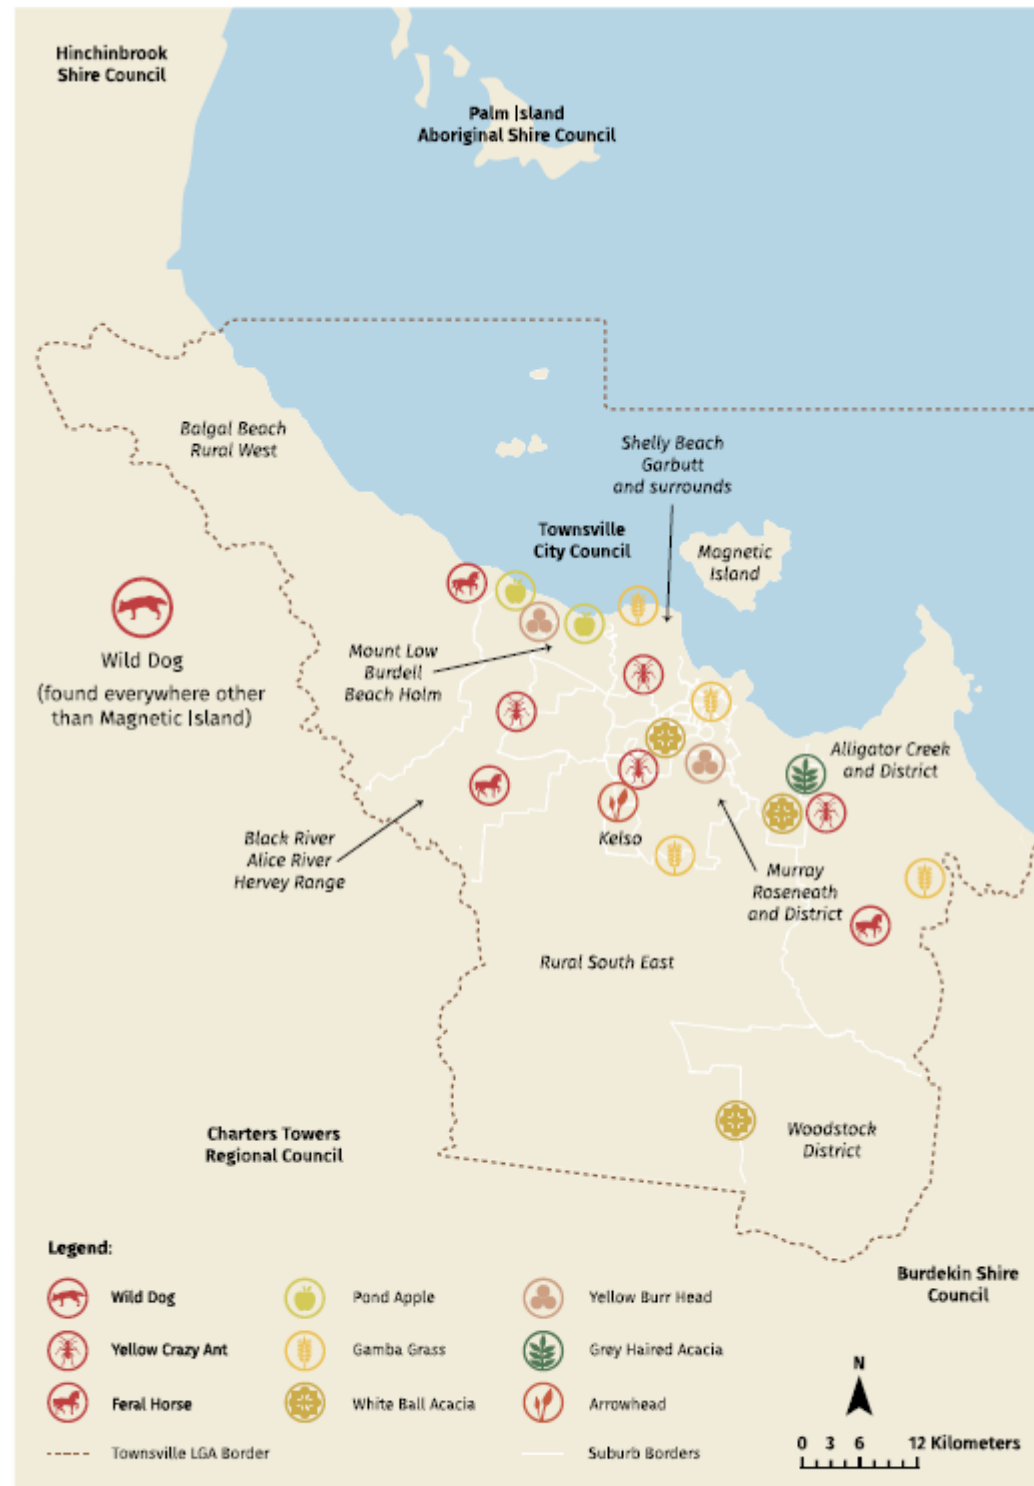 Hinchinbrook
Shire Council
Palm Island
Aboriginal Shire Council
Balgal Beach
Rural West
Shelly Beach
Garbutt
and surrounds
Townsville
City Council
Magnetic
Island
Wild Dog
(found everywhere other
than Magnetic Island)
Mount Low
Burdell
Beach Holm
Alligator Creek
and District
Black River
Alice River
Hervey Range
Kelso
Murray
Roseneath
and District
Rural South East
Charters Towers
Regional Council
Woodstock
District
Legend:
Wild Dog
Pond Apple
Yellow Burr Head
Yellow Crazy Ant
Gamba Grass
Grey Haired Acacia
Feral Horse
White Ball Acacia
Arrowhead
Townsville LGA Border
Suburb Borders
Burdekin Shire
Council
N
0 3 6 12 Kilometers